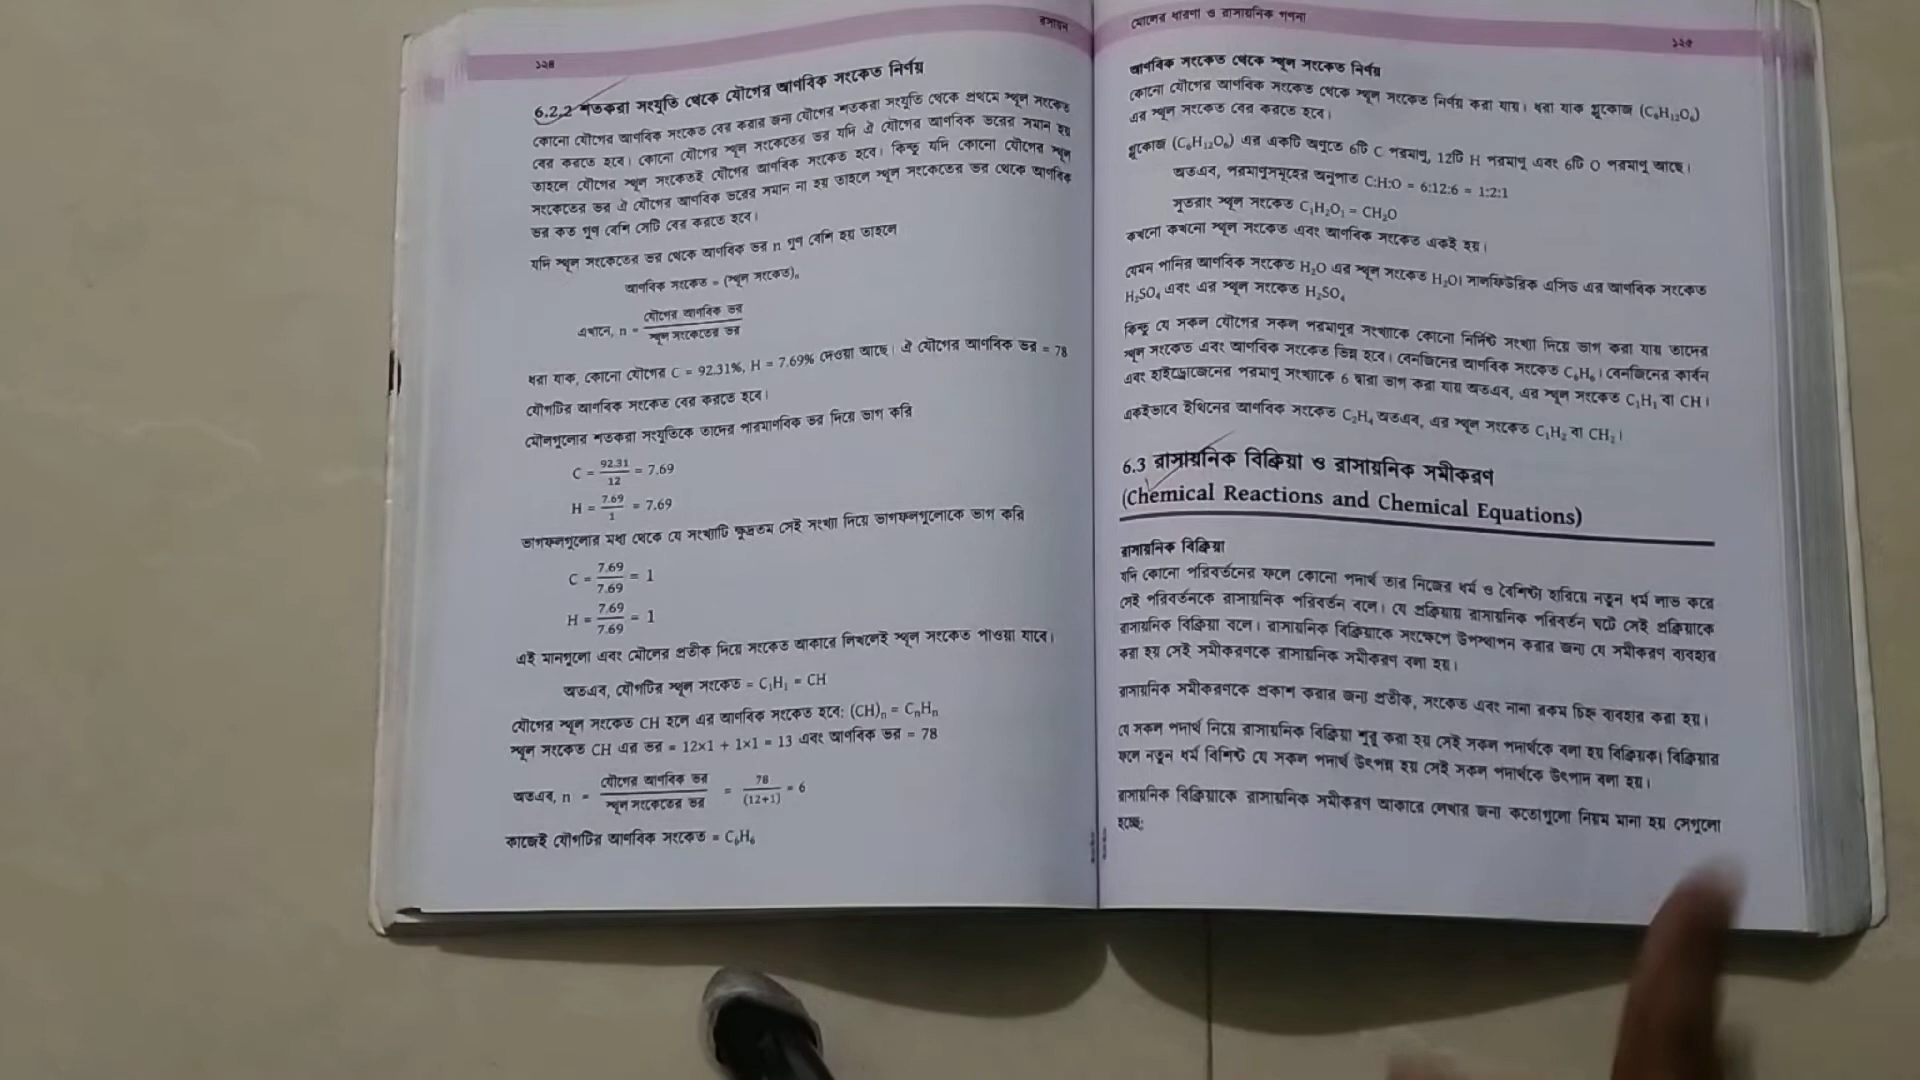 ১২৪
রসায়ন
6.2.2 শতকরা সংযুতি থেকে যৌগের আণবিক সংকেত নির্ণয়
কোনো যৌগের আণবিক সংকেত বের করার জন্য যৌগের শতকরা সংযুতি থেকে প্রথমে স্থূল সংকেত
বের করতে হবে। কোনো যৌগের স্থূল সংকেতের ভর যদি ঐ যৌগের আণবিক ভরের সমান হয়
তাহলে যৌগের স্থূল সংকেতই যৌগের আণবিক সংকেত হবে। কিন্তু যদি কোনো যৌগের স্থূল
সংকেতের ভর ঐ যৌগের আণবিক ভরের সমান না হয় তাহলে স্থূল সংকেতের ভর থেকে আণবিক
ভর কত গুণ বেশি সেটি বের করতে হবে।
যদি স্থূল সংকেতের ভর থেকে আণবিক ভর n গুণ বেশি হয় তাহলে
আণবিক সংকেত = (স্থূল সংকেত)ₙ
এখানে, n = যৌগের আণবিক ভর / স্থূল সংকেতের ভর
ধরা যাক, কোনো যৌগের C = 92.31%, H = 7.69% দেওয়া আছে। ঐ যৌগের আণবিক ভর = 78
যৌগটির আণবিক সংকেত বের করতে হবে।
মৌলগুলোর শতকরা সংযুতিকে তাদের পারমাণবিক ভর দিয়ে ভাগ করি
C = 92.31/12 = 7.69
H = 7.69/1 = 7.69
ভাগফলগুলোর মধ্য থেকে যে সংখ্যাটি ক্ষুদ্রতম সেই সংখ্যা দিয়ে ভাগফলগুলোকে ভাগ করি
C = 7.69/7.69 = 1
H = 7.69/7.69 = 1
এই মানগুলো এবং মৌলের প্রতীক দিয়ে সংকেত আকারে লিখলেই স্থূল সংকেত পাওয়া যাবে।
অতএব, যৌগটির স্থূল সংকেত = C₁H₁ = CH
যৌগের স্থূল সংকেত CH হলে এর আণবিক সংকেত হবে: (CH)ₙ = CₙHₙ
স্থূল সংকেত CH এর ভর = 12×1 + 1×1 = 13 এবং আণবিক ভর = 78
অতএব, n = যৌগের আণবিক ভর / স্থূল সংকেতের ভর = 78/(12+1) = 6
কাজেই যৌগটির আণবিক সংকেত = C₆H₆
মোলের ধারণা ও রাসায়নিক গণনা
১২৫
আণবিক সংকেত থেকে স্থূল সংকেত নির্ণয়
কোনো যৌগের আণবিক সংকেত থেকে স্থূল সংকেত নির্ণয় করা যায়। ধরা যাক গ্লুকোজ (C₆H₁₂O₆)
এর স্থূল সংকেত বের করতে হবে।
গ্লুকোজ (C₆H₁₂O₆) এর একটি অণুতে 6টি C পরমাণু, 12টি H পরমাণু এবং 6টি O পরমাণু আছে।
অতএব, পরমাণুসমূহের অনুপাত C:H:O = 6:12:6 = 1:2:1
সুতরাং স্থূল সংকেত C₁H₂O₁ = CH₂O
কখনো কখনো স্থূল সংকেত এবং আণবিক সংকেত একই হয়।
যেমন পানির আণবিক সংকেত H₂O এর স্থূল সংকেত H₂O। সালফিউরিক এসিড এর আণবিক সংকেত
H₂SO₄ এবং এর স্থূল সংকেত H₂SO₄
কিন্তু যে সকল যৌগের সকল পরমাণুর সংখ্যাকে কোনো নির্দিষ্ট সংখ্যা দিয়ে ভাগ করা যায় তাদের
স্থূল সংকেত এবং আণবিক সংকেত ভিন্ন হবে। বেনজিনের আণবিক সংকেত C₆H₆। বেনজিনের কার্বন
এবং হাইড্রোজেনের পরমাণু সংখ্যাকে 6 দ্বারা ভাগ করা যায় অতএব, এর স্থূল সংকেত C₁H₁ বা CH।
একইভাবে ইথিনের আণবিক সংকেত C₂H₄ অতএব, এর স্থূল সংকেত C₁H₂ বা CH₂।
6.3 রাসায়নিক বিক্রিয়া ও রাসায়নিক সমীকরণ
(Chemical Reactions and Chemical Equations)
রাসায়নিক বিক্রিয়া
যদি কোনো পরিবর্তনের ফলে কোনো পদার্থ তার নিজের ধর্ম ও বৈশিষ্ট্য হারিয়ে নতুন ধর্ম লাভ করে
সেই পরিবর্তনকে রাসায়নিক পরিবর্তন বলে। যে প্রক্রিয়ায় রাসায়নিক পরিবর্তন ঘটে সেই প্রক্রিয়াকে
রাসায়নিক বিক্রিয়া বলে। রাসায়নিক বিক্রিয়াকে সংক্ষেপে উপস্থাপন করার জন্য যে সমীকরণ ব্যবহার
করা হয় সেই সমীকরণকে রাসায়নিক সমীকরণ বলা হয়।
রাসায়নিক সমীকরণকে প্রকাশ করার জন্য প্রতীক, সংকেত এবং নানা রকম চিহ্ন ব্যবহার করা হয়।
যে সকল পদার্থ নিয়ে রাসায়নিক বিক্রিয়া শুরু করা হয় সেই সকল পদার্থকে বলা হয় বিক্রিয়ক। বিক্রিয়ার
ফলে নতুন ধর্ম বিশিষ্ট যে সকল পদার্থ উৎপন্ন হয় সেই সকল পদার্থকে উৎপাদ বলা হয়।
রাসায়নিক বিক্রিয়াকে রাসায়নিক সমীকরণ আকারে লেখার জন্য কতোগুলো নিয়ম মানা হয় সেগুলো
হচ্ছে: